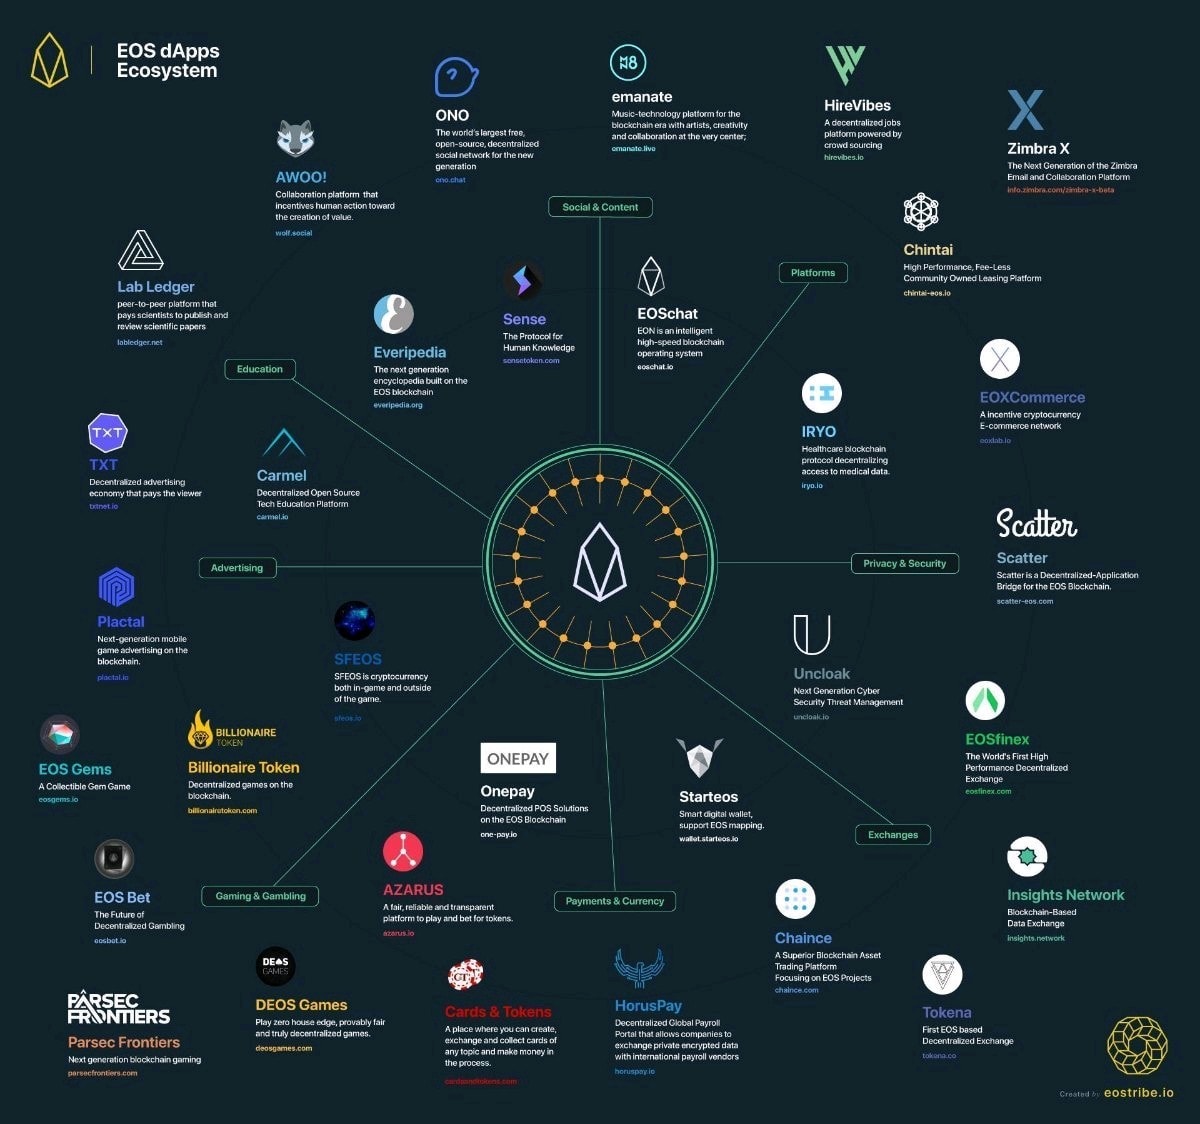 EOS dApps
Ecosystem
ONO
The world's largest free,
open-source, decentralized
social network for the new
generation
ono.chat
M8
emanate
Music-technology platform for the
blockchain era with artists, creativity
and collaboration at the very center;
emanate.live
HireVibes
A decentralized jobs
platform powered by
crowd sourcing
hirevibes.io
Zimbra X
The Next Generation of the Zimbra
Email and Collaboration Platform
info.zimbra.com/zimbra-x-beta
AWOO!
Collaboration platform that
incentives human action toward
the creation of value.
wolf.social
Social & Content
Chintai
High Performance, Fee-Less
Community Owned Leasing Platform
chintai-eos.io
Lab Ledger
peer-to-peer platform that
pays scientists to publish and
review scientific papers
labledger.net
Platforms
Everipedia
The next generation
encyclopedia built on the
EOS blockchain
everipedia.org
Sense
The Protocol for
Human Knowledge
sensetoken.com
EOSchat
EON is an intelligent
high-speed blockchain
operating system
eoschat.io
Education
EOXCommerce
A incentive cryptocurrency
E-commerce network
eoxlab.io
IRYO
Healthcare blockchain
protocol decentralizing
access to medical data.
iryo.io
TXT
TXT
Decentralized advertising
economy that pays the viewer
txtnet.io
Carmel
Decentralized Open Source
Tech Education Platform
carmel.io
Scatter
Scatter
Scatter is a Decentralized-Application
Bridge for the EOS Blockchain.
scatter-eos.com
Advertising
Privacy & Security
Plactal
Next-generation mobile
game advertising on the
blockchain.
plactal.io
SFEOS
SFEOS is cryptocurrency
both in-game and outside
of the game.
sfeos.io
Uncloak
Next Generation Cyber
Security Threat Management
uncloak.io
EOS Gems
A Collectible Gem Game
eosgems.io
BILLIONAIRE
TOKEN
Billionaire Token
Decentralized games on the
blockchain.
billionairetoken.com
ONEPAY
Onepay
Decentralized POS Solutions
on the EOS Blockchain
one-pay.io
Starteos
Smart digital wallet,
support EOS mapping.
wallet.starteos.io
EOSfinex
The World's First High
Performance Decentralized
Exchange
eosfinex.com
Exchanges
EOS Bet
The Future of
Decentralized Gambling
eosbet.io
Gaming & Gambling
AZARUS
A fair, reliable and transparent
platform to play and bet for tokens.
azarus.io
Payments & Currency
Chaince
A Superior Blockchain Asset
Trading Platform
Focusing on EOS Projects
chaince.com
Insights Network
Blockchain-Based
Data Exchange
insights.network
PARSEC
FRONTIERS
Parsec Frontiers
Next generation blockchain gaming
parsecfrontiers.com
DEOS
GAMES
DEOS Games
Play zero house edge, provably fair
and truly decentralized games.
deosgames.com
CT
Cards & Tokens
A place where you can create,
exchange and collect cards of
any topic and make money in
the process.
cardsandtokens.com
HorusPay
Decentralized Global Payroll
Portal that allows companies to
exchange private encrypted data
with international payroll vendors
horuspay.io
Tokena
First EOS based
Decentralized Exchange
tokena.co
Created by eostribe.io